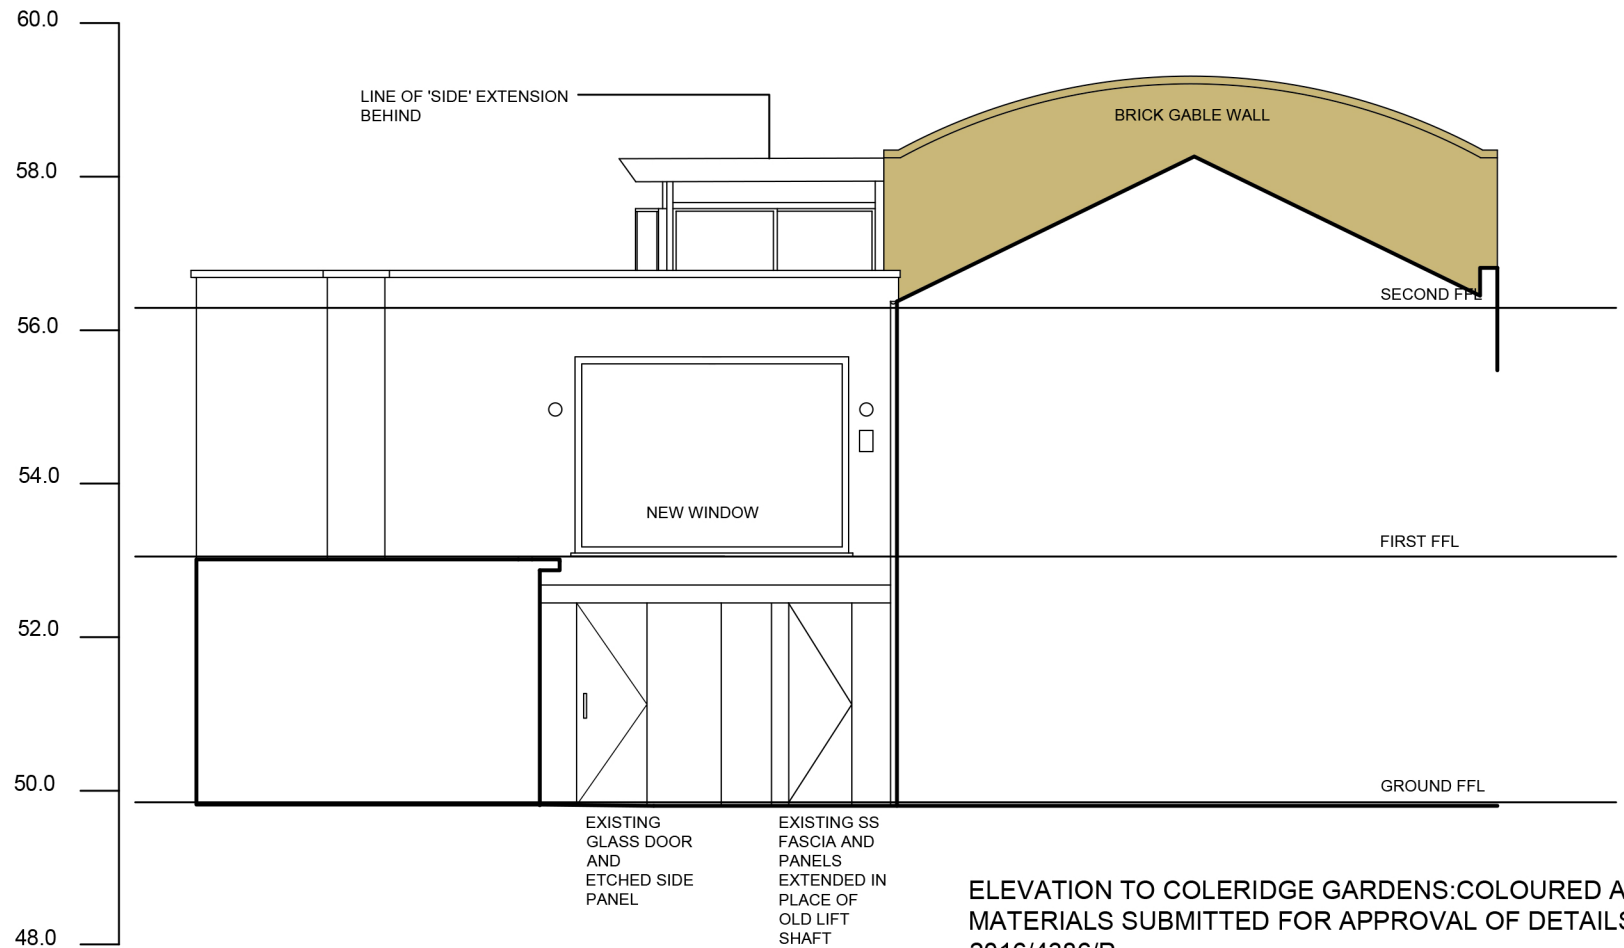 60.0
LINE OF 'SIDE' EXTENSION
BEHIND
BRICK GABLE WALL
58.0
SECOND FFL
56.0
54.0
NEW WINDOW
FIRST FFL
52.0
50.0
GROUND FFL
EXISTING
GLASS DOOR
AND
ETCHED SIDE
PANEL
EXISTING SS
FASCIA AND
PANELS
EXTENDED IN
PLACE OF
OLD LIFT
SHAFT
ELEVATION TO COLERIDGE GARDENS:COLOURED
MATERIALS SUBMITTED FOR APPROVAL OF DETAILS
48.0